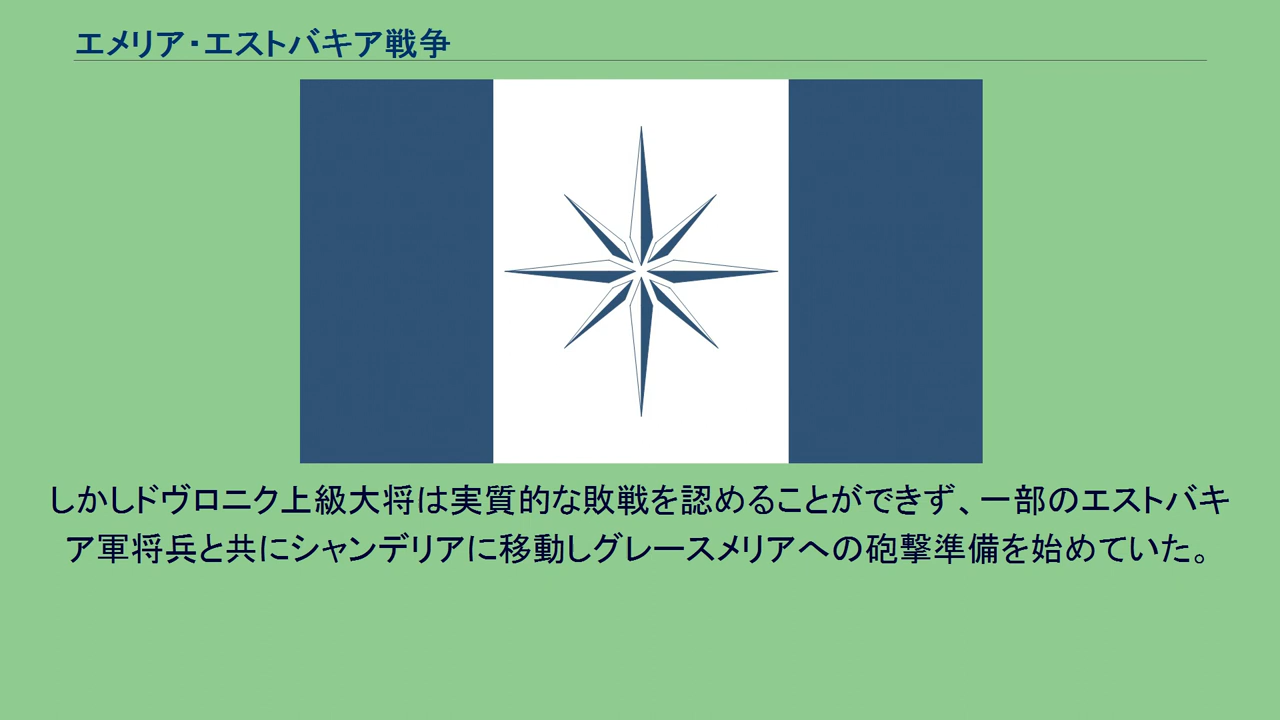 エメリア・エストバキア戦争
しかしドヴロニク上級大将は実質的な敗戦を認めることができず、一部のエストバキ
ア軍将兵と共にシャンデリアに移動しグレースメリアへの砲撃準備を始めていた。